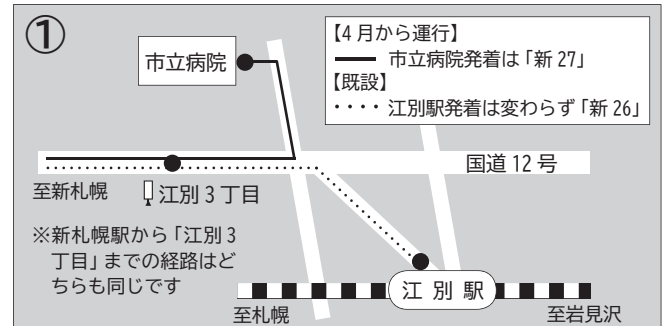 ①
市立病院
【4月から運行】
市立病院発着は「新27」
【既設】
江別駅発着は変わらず「新26」
国道12号
至新札幌
江別3丁目
※新札幌駅から「江別3
丁目」までの経路はど
ちらも同じです
江別駅
至札幌
至岩見沢